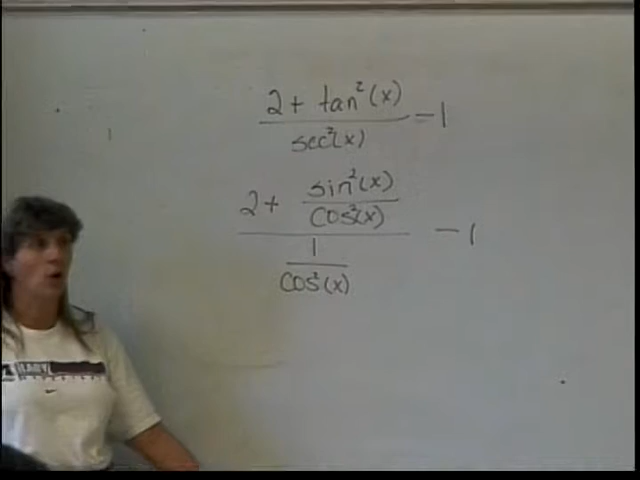 2 + tan²(x)
sec²(x)
-1
2 +
sin²(x)
cos²(x)
1
cos²(x)
-1